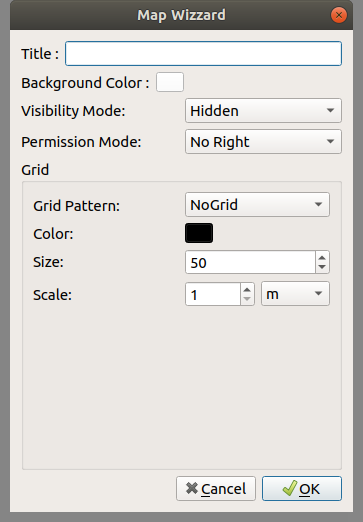 Map Wizzard
Title :
Background Color :
Visibility Mode: Hidden
Permission Mode: No Right
Grid
Grid Pattern: NoGrid
Color:
Size: 50
Scale: 1 m
Cancel OK